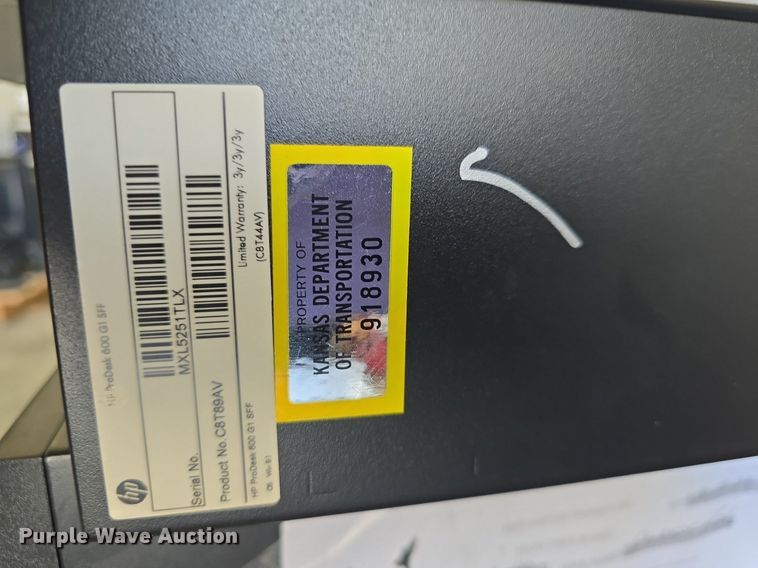 HP ProDesk 600 G1 SFF
MXL5251TLX
Serial No.
Product No. C8T89AV
Limited Warranty: 3y/3y/3y
(C8T44AV)
HP ProDesk 600 G1 SFF
hp
PROPERTY OF
KANSAS DEPARTMENT
OF TRANSPORTATION
918930
Purple Wave Auction